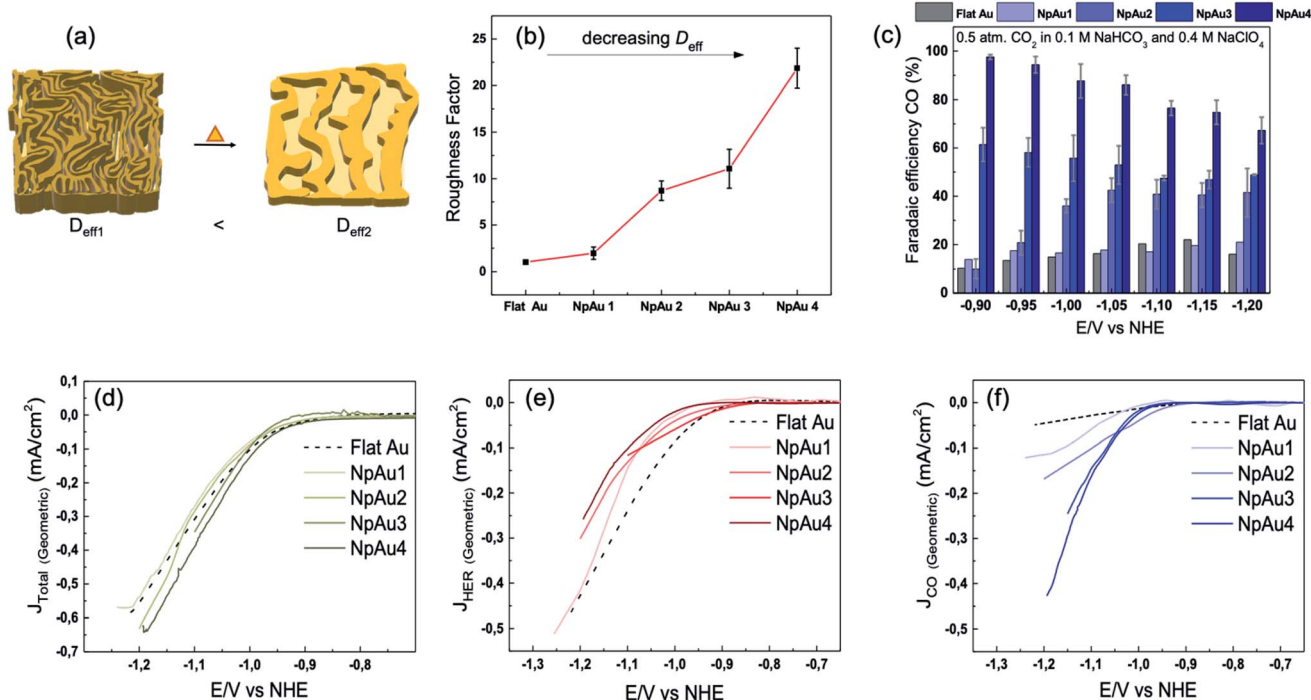 (a)
D_eff1
<
D_eff2
(b)
decreasing D_eff
Roughness Factor
25
20
15
10
5
0
Flat Au NpAu 1 NpAu 2 NpAu 3 NpAu 4
Flat Au NpAu1 NpAu2 NpAu3 NpAu4
(c)
0.5 atm. CO₂ in 0.1 M NaHCO₃ and 0.4 M NaClO₄
Faradaic efficiency CO (%)
100
80
60
40
20
0
-0,90 -0,95 -1,00 -1,05 -1,10 -1,15 -1,20
E/V vs NHE
(d)
J Total (Geometric) (mA/cm²)
0,1
0,0
-0,1
-0,2
-0,3
-0,4
-0,5
-0,6
-0,7
Flat Au
NpAu1
NpAu2
NpAu3
NpAu4
-1,2 -1,1 -1,0 -0,9 -0,8
E/V vs NHE
(e)
J HER (Geometric) (mA/cm²)
0,0
-0,1
-0,2
-0,3
-0,4
-0,5
Flat Au
NpAu1
NpAu2
NpAu3
NpAu4
-1,3 -1,2 -1,1 -1,0 -0,9 -0,8 -0,7
E/V vs NHE
(f)
J CO (Geometric) (mA/cm²)
0,0
-0,1
-0,2
-0,3
-0,4
-0,5
Flat Au
NpAu1
NpAu2
NpAu3
NpAu4
-1,3 -1,2 -1,1 -1,0 -0,9 -0,8 -0,7
E/V vs NHE